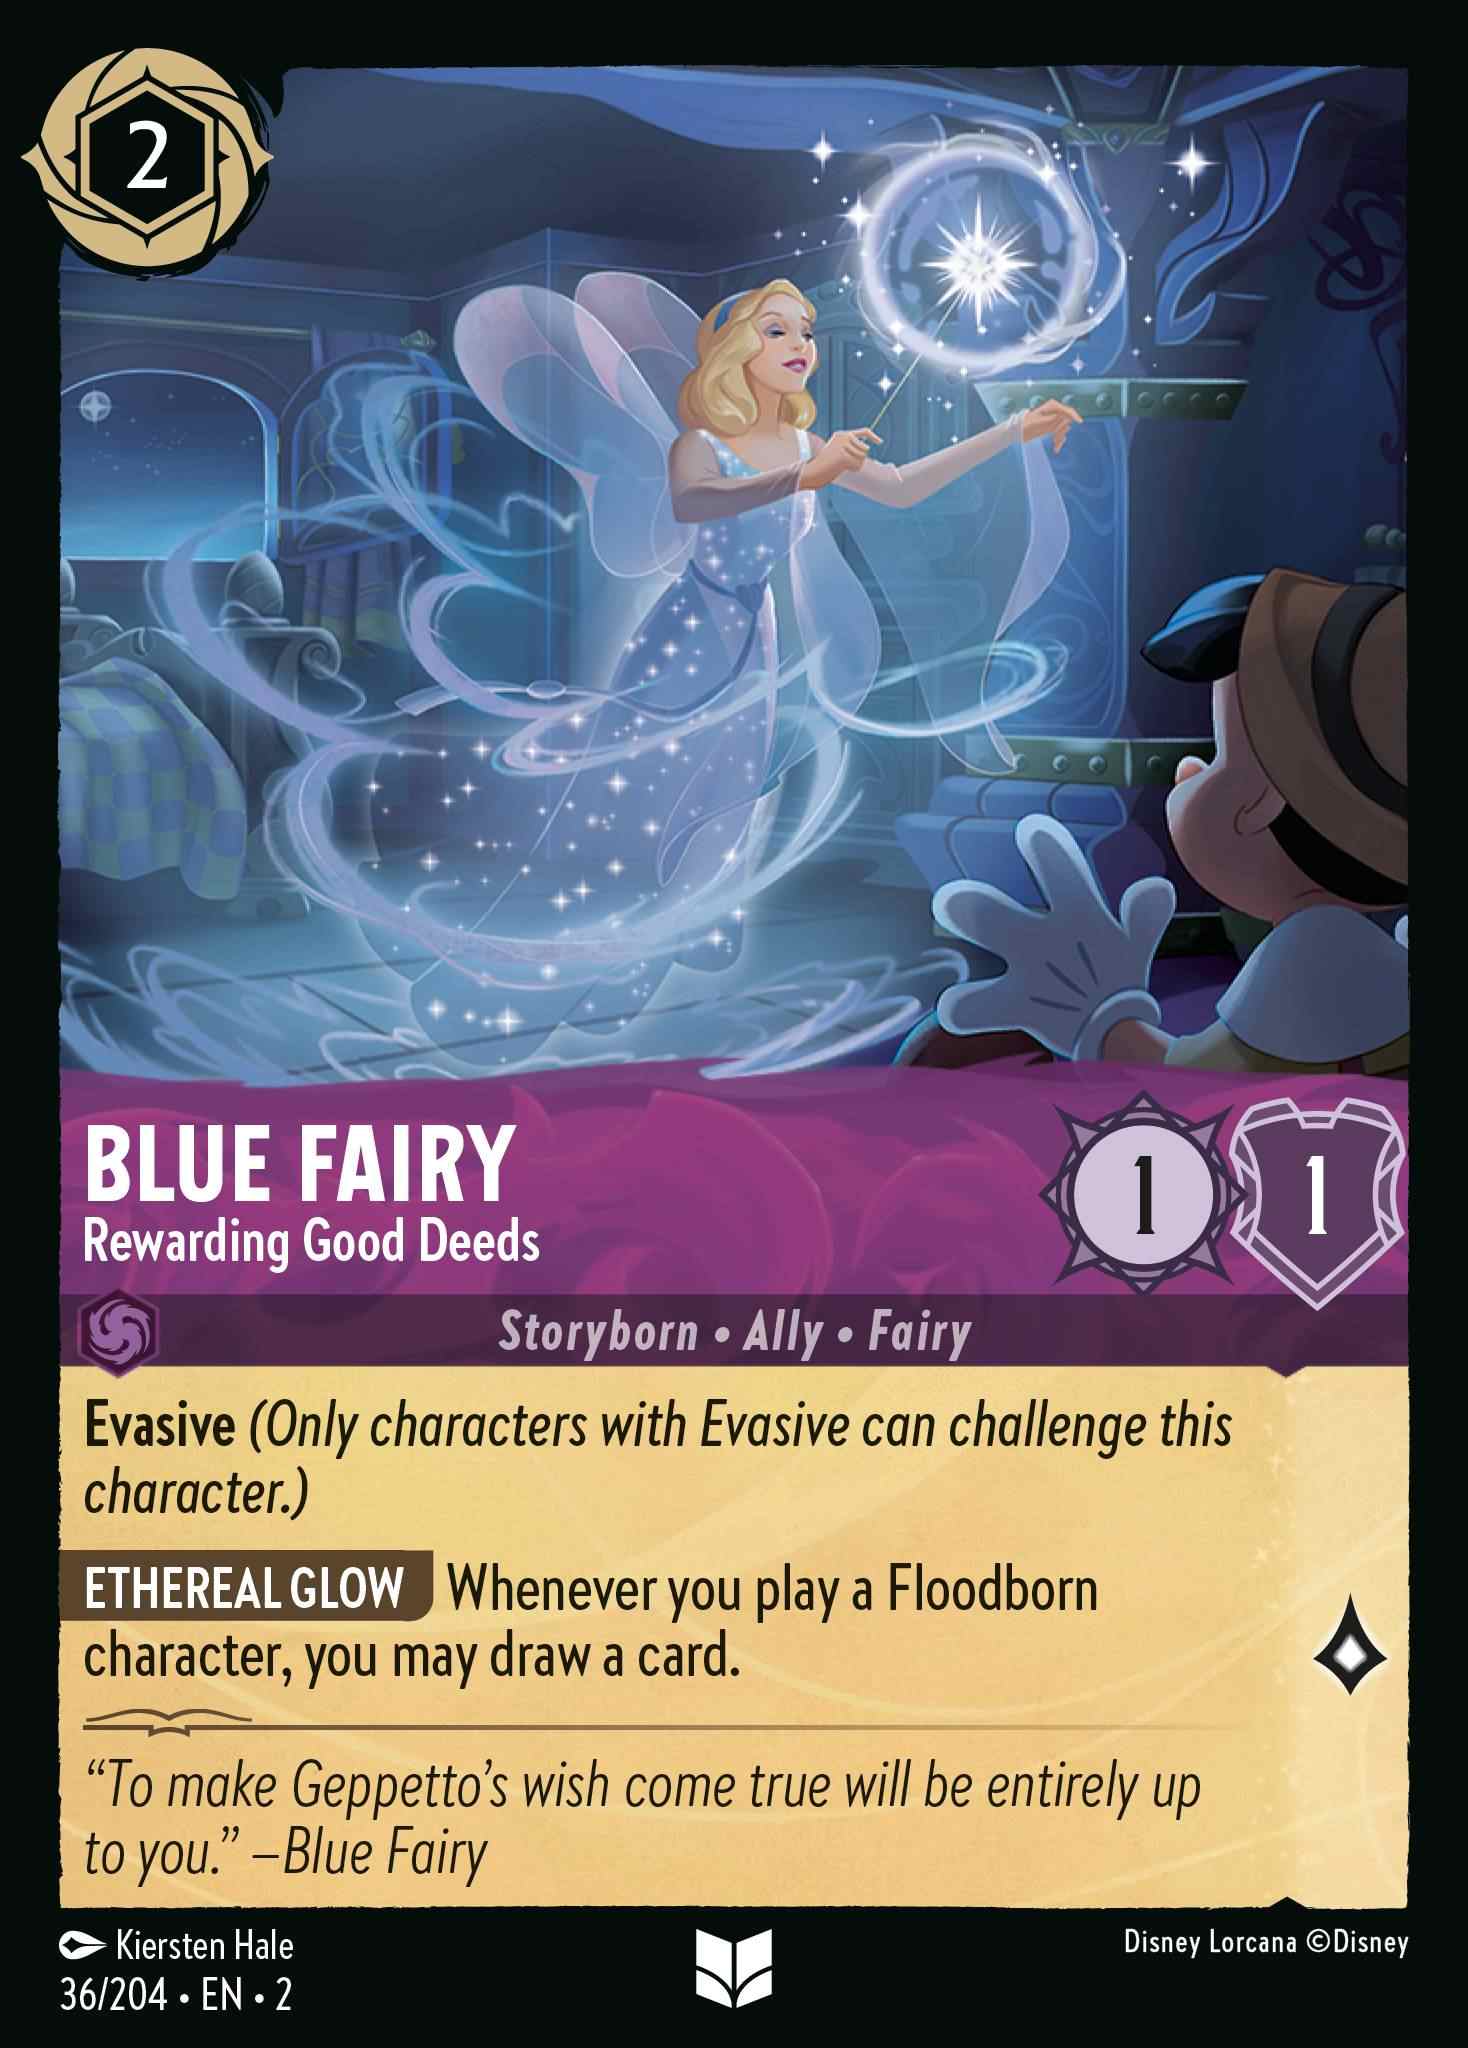 2
BLUE FAIRY
Rewarding Good Deeds
1
1
Storyborn • Ally • Fairy
Evasive (Only characters with Evasive can challenge this
character.)
ETHEREAL GLOW Whenever you play a Floodborn
character, you may draw a card.
“To make Geppetto’s wish come true will be entirely up
to you.” –Blue Fairy
Kiersten Hale
Disney Lorcana ©Disney
36/204 • EN • 2